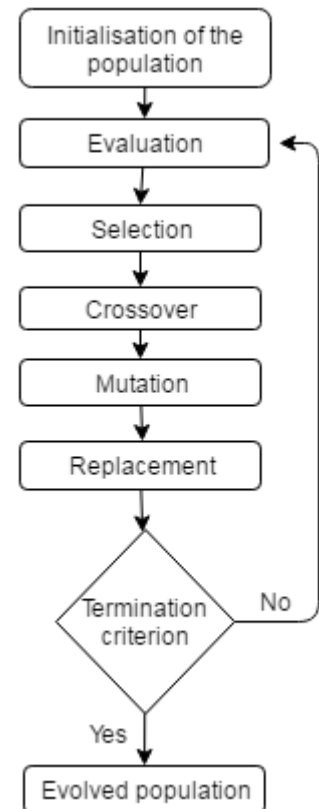 Initialisation of the
population
Evaluation
Selection
Crossover
Mutation
Replacement
Termination
criterion
No
Yes
Evolved population